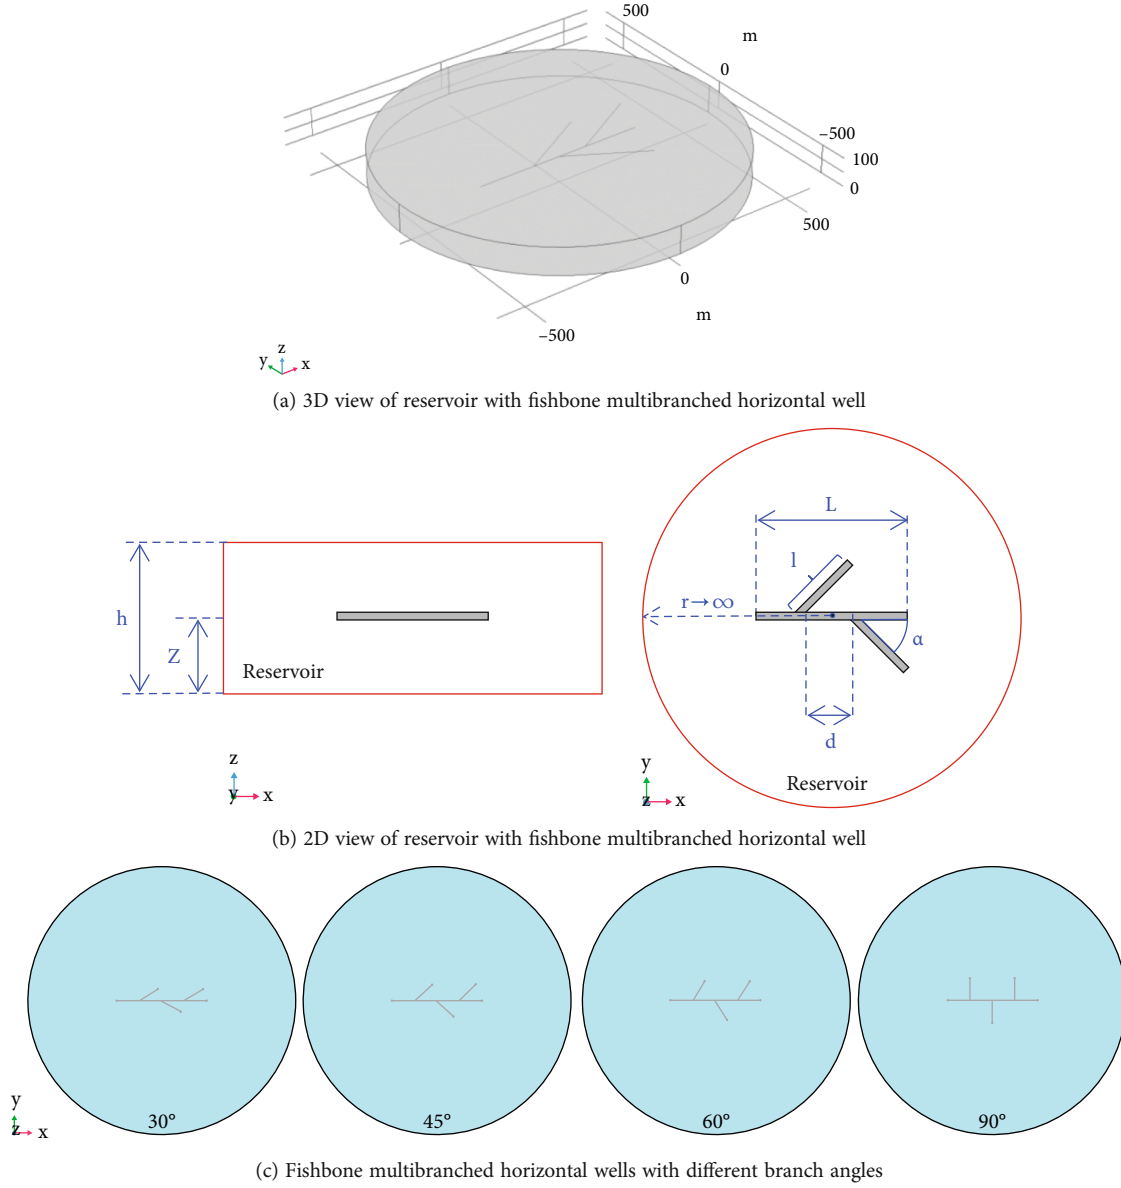 500
m
0
−500
100
0
500
0
m
−500
z
y
x
(a) 3D view of reservoir with fishbone multibranched horizontal well
L
l
h
r→∞
Z
α
Reservoir
d
z
y
x
y
z
x
Reservoir
(b) 2D view of reservoir with fishbone multibranched horizontal well
y
z
x
30°
45°
60°
90°
(c) Fishbone multibranched horizontal wells with different branch angles